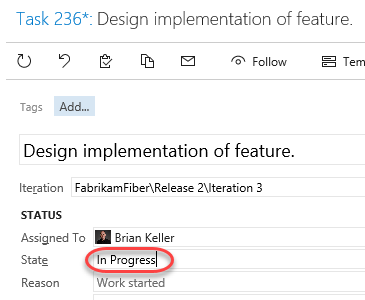 Task 236*: Design implementation of feature.
Follow
Tem
Tags Add...
Design implementation of feature.
Iteration FabrikamFiber\Release 2\Iteration 3
STATUS
Assigned To Brian Keller
State In Progress
Reason Work started